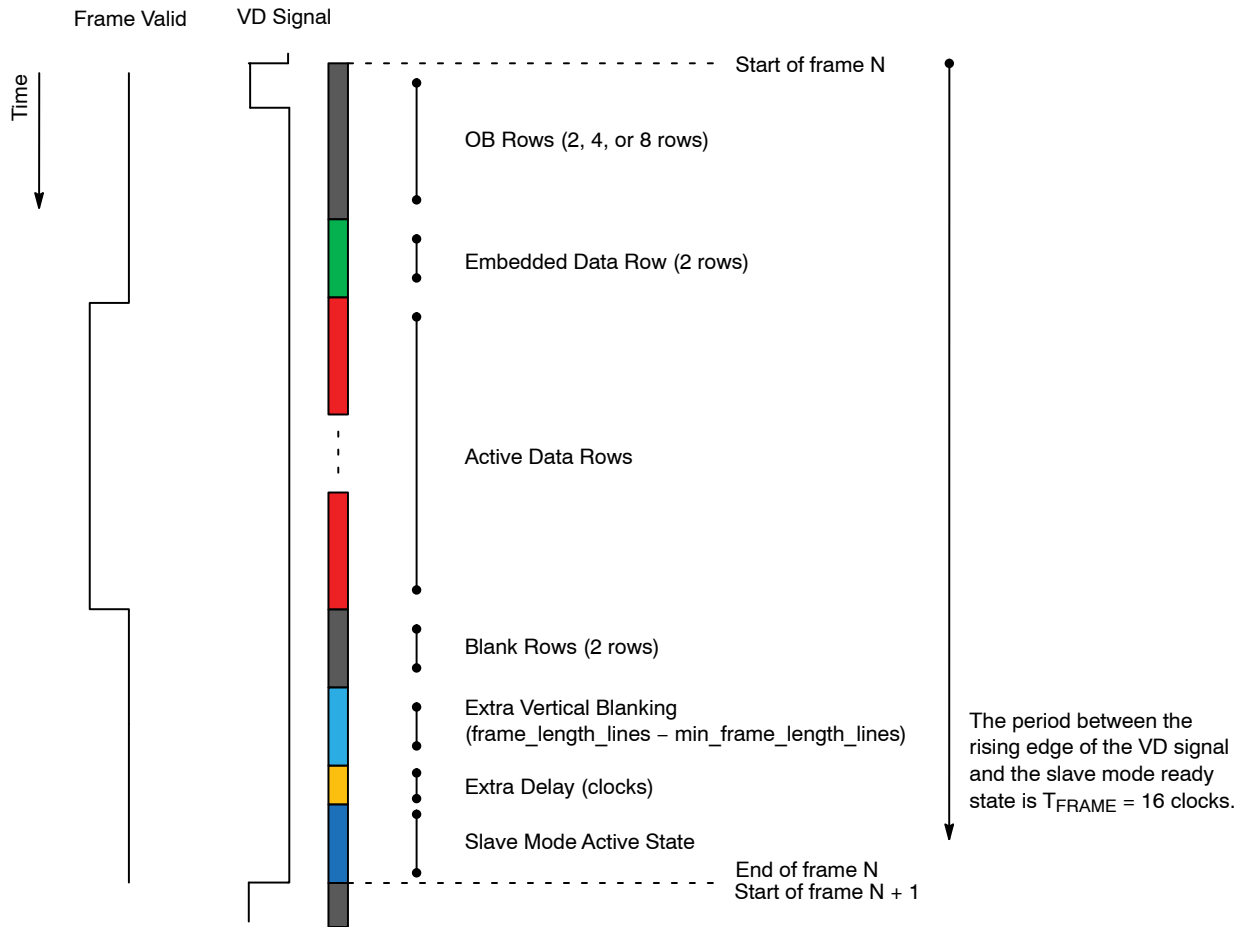 Frame Valid
VD Signal
Time
Start of frame N
OB Rows (2, 4, or 8 rows)
Embedded Data Row (2 rows)
Active Data Rows
Blank Rows (2 rows)
Extra Vertical Blanking
(frame_length_lines − min_frame_length_lines)
Extra Delay (clocks)
Slave Mode Active State
End of frame N
Start of frame N + 1
The period between the
rising edge of the VD signal
and the slave mode ready
state is TFRAME = 16 clocks.